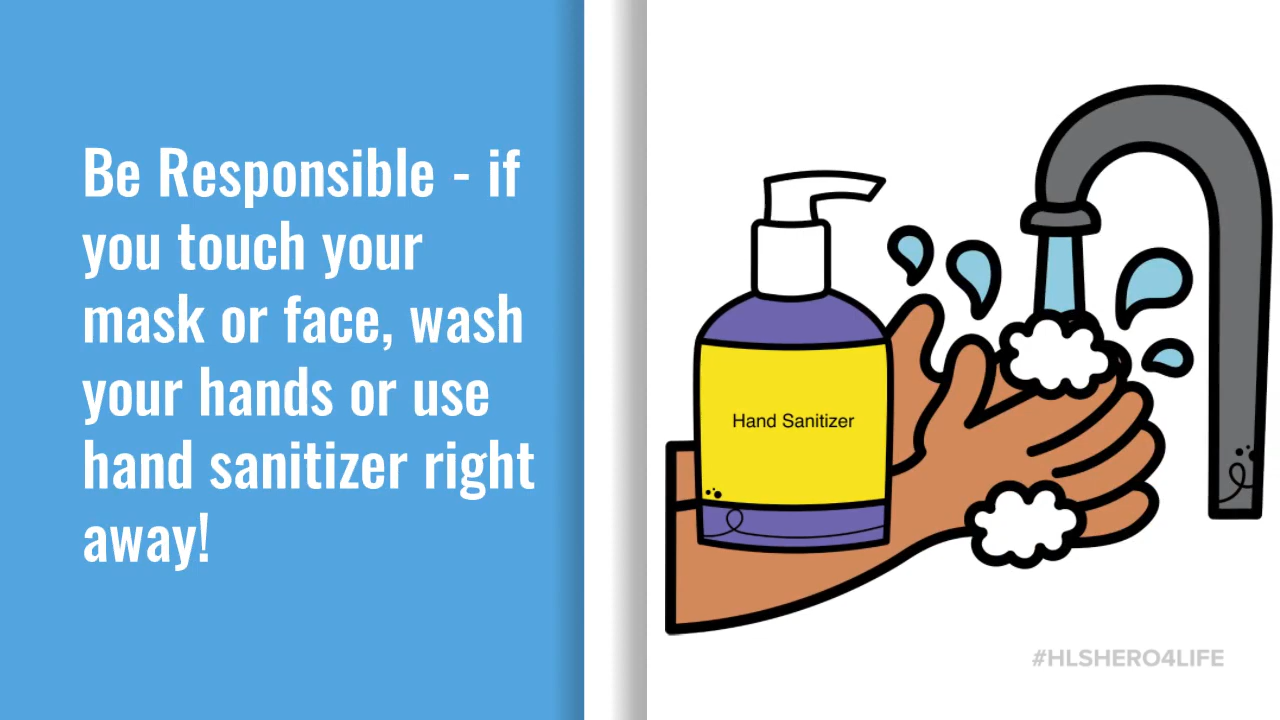 Be Responsible - if
you touch your
mask or face, wash
your hands or use
hand sanitizer right
away!
Hand Sanitizer
#HLSHERO4LIFE